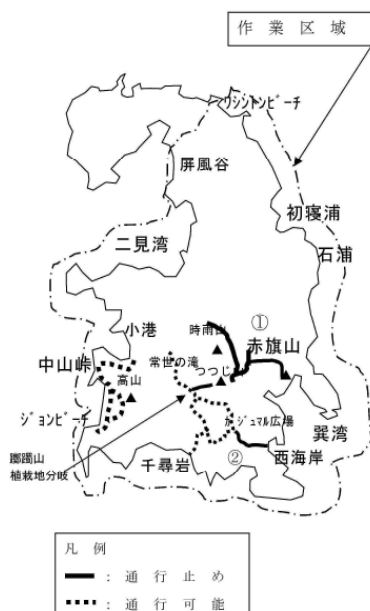 作業区域
ワシントンビーチ
屏風谷
初寝浦
石浦
二見湾
小港
時雨山
①
赤旗山
中山峠
常世の滝
つつじ
高山
ジョンビーチ
ガジュマル広場
巽湾
躑躅山
植栽地分岐
千尋岩
②
西海岸
凡例
: 通行止め
: 通行可能